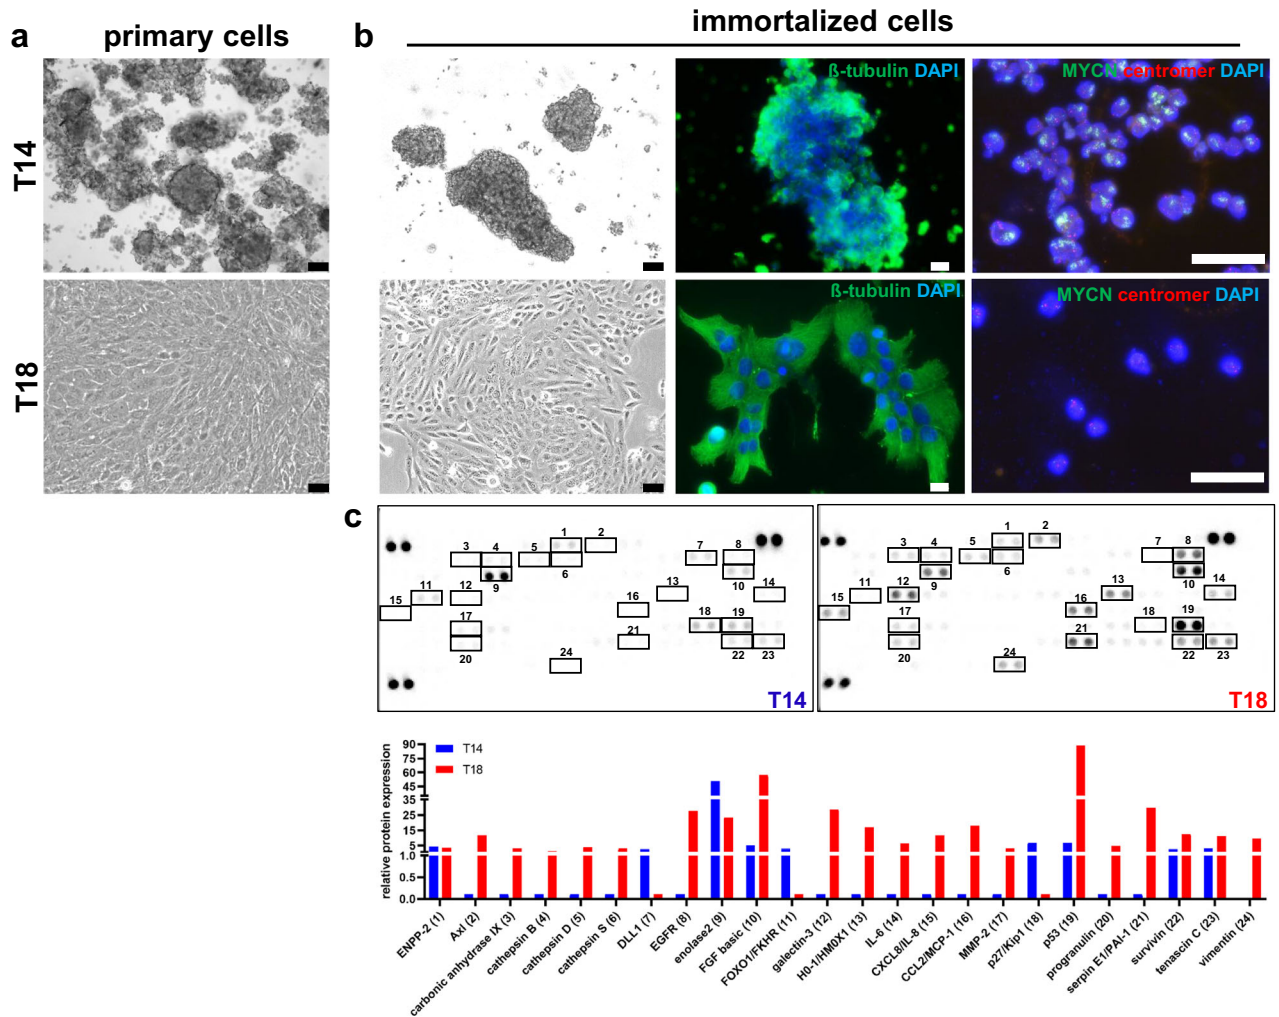 a
primary cells
b
immortalized cells
T14
ß-tubulin DAPI
MYCN centromer DAPI
T18
ß-tubulin DAPI
MYCN centromer DAPI
c
1 2
3 4 5 7 8
6
9 10
11 12 13 14
15 16
17 18 19
21
20 22 23
24
T14
1 2
3 4 5 7 8
6
9 10
11 12 13 14
15 16
17 18 19
21
20 22 23
24
T18
relative protein expression
90
75
60
45
35
25
15
5
1.0
0.5
0.0
T14
T18
ENPP-2 (1)
Axl (2)
carbonic anhydrase IX (3)
cathepsin B (4)
cathepsin D (5)
cathepsin S (6)
DLL1 (7)
EGFR (8)
enolase2 (9)
FGF basic (10)
FOXO1/FKHR (11)
galectin-3 (12)
H0-1/HM0X1 (13)
IL-6 (14)
CXCL8/IL-8 (15)
CCL2/MCP-1 (16)
MMP-2 (17)
p27/Kip1 (18)
p53 (19)
progranulin (20)
serpin E1/PAI-1 (21)
survivin (22)
tenascin C (23)
vimentin (24)